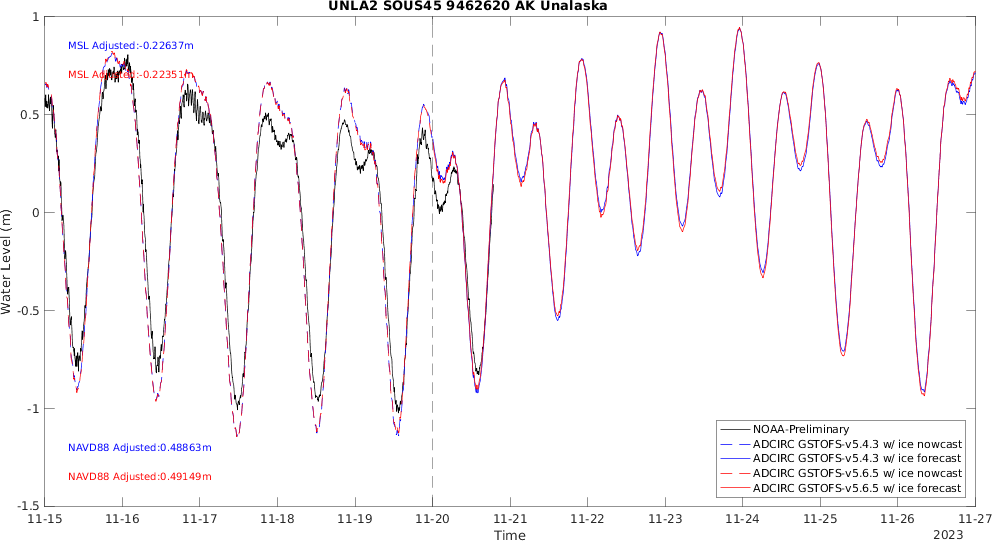 UNLA2 SOUS45 9462620 AK Unalaska
MSL Adjusted:-0.22637m
MSL Adjusted:-0.22351m
NAVD88 Adjusted:0.48863m
NAVD88 Adjusted:0.49149m
Water Level (m)
1
0.5
0
-0.5
-1
-1.5
NOAA-Preliminary
ADCIRC GSTOFS-v5.4.3 w/ ice nowcast
ADCIRC GSTOFS-v5.4.3 w/ ice forecast
ADCIRC GSTOFS-v5.6.5 w/ ice nowcast
ADCIRC GSTOFS-v5.6.5 w/ ice forecast
11-15 11-16 11-17 11-18 11-19 11-20 11-21 11-22 11-23 11-24 11-25 11-26 11-27
Time
2023